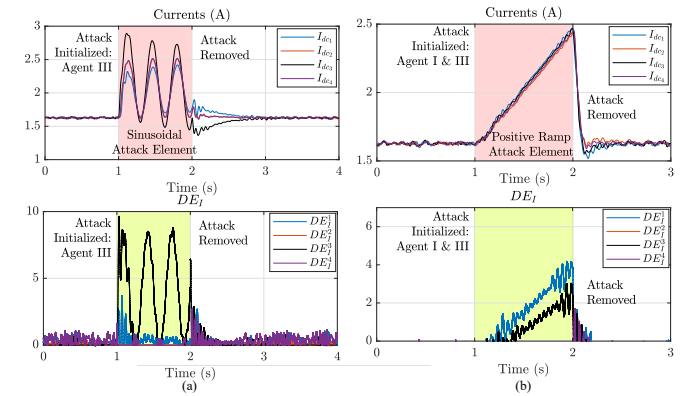 Currents (A)
3
2.5
2
1.5
1
Attack
Initialized:
Agent III
Attack
Removed
Sinusoidal
Attack Element
I_dc1
I_dc2
I_dc3
I_dc4
0 1 2 3 4
Time (s)
DE_I
10
5
0
Attack
Initialized:
Agent III
Attack
Removed
DE_I^1
DE_I^2
DE_I^3
DE_I^4
0 1 2 3 4
Time (s)
(a)
Currents (A)
2.5
2
1.5
Attack
Initialized:
Agent I & III
Positive Ramp
Attack Element
Attack
Removed
I_dc1
I_dc2
I_dc3
I_dc4
0 1 2 3
Time (s)
DE_I
6
4
2
0
Attack
Initialized:
Agent I & III
Attack
Removed
DE_I^1
DE_I^2
DE_I^3
DE_I^4
0 1 2 3
Time (s)
(b)